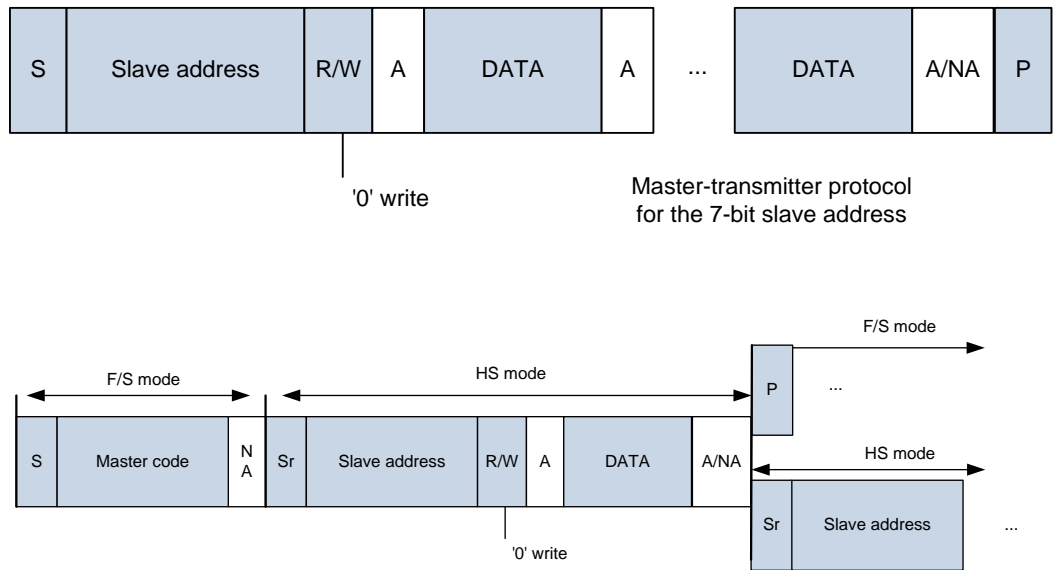 S Slave address R/W A DATA A ... DATA A/NA P
'0' write
Master-transmitter protocol
for the 7-bit slave address
F/S mode
F/S mode HS mode
P ...
S Master code N
A Sr Slave address R/W A DATA A/NA
HS mode
Sr Slave address ...
'0' write